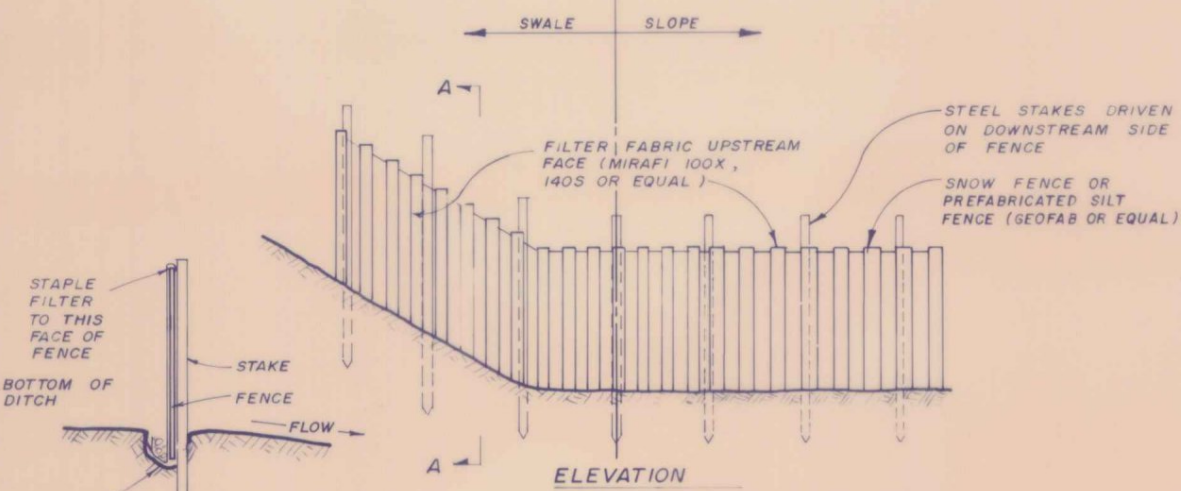 SWALE
SLOPE
A
STEEL STAKES DRIVEN
ON DOWNSTREAM SIDE
OF FENCE
FILTER FABRIC UPSTREAM
FACE (MIRAFI 100X,
140S OR EQUAL)
SNOW FENCE OR
PREFABRICATED SILT
FENCE (GEOFAB OR EQUAL)
STAPLE
FILTER
TO THIS
FACE OF
FENCE
STAKE
BOTTOM OF
DITCH
FENCE
FLOW
A
ELEVATION